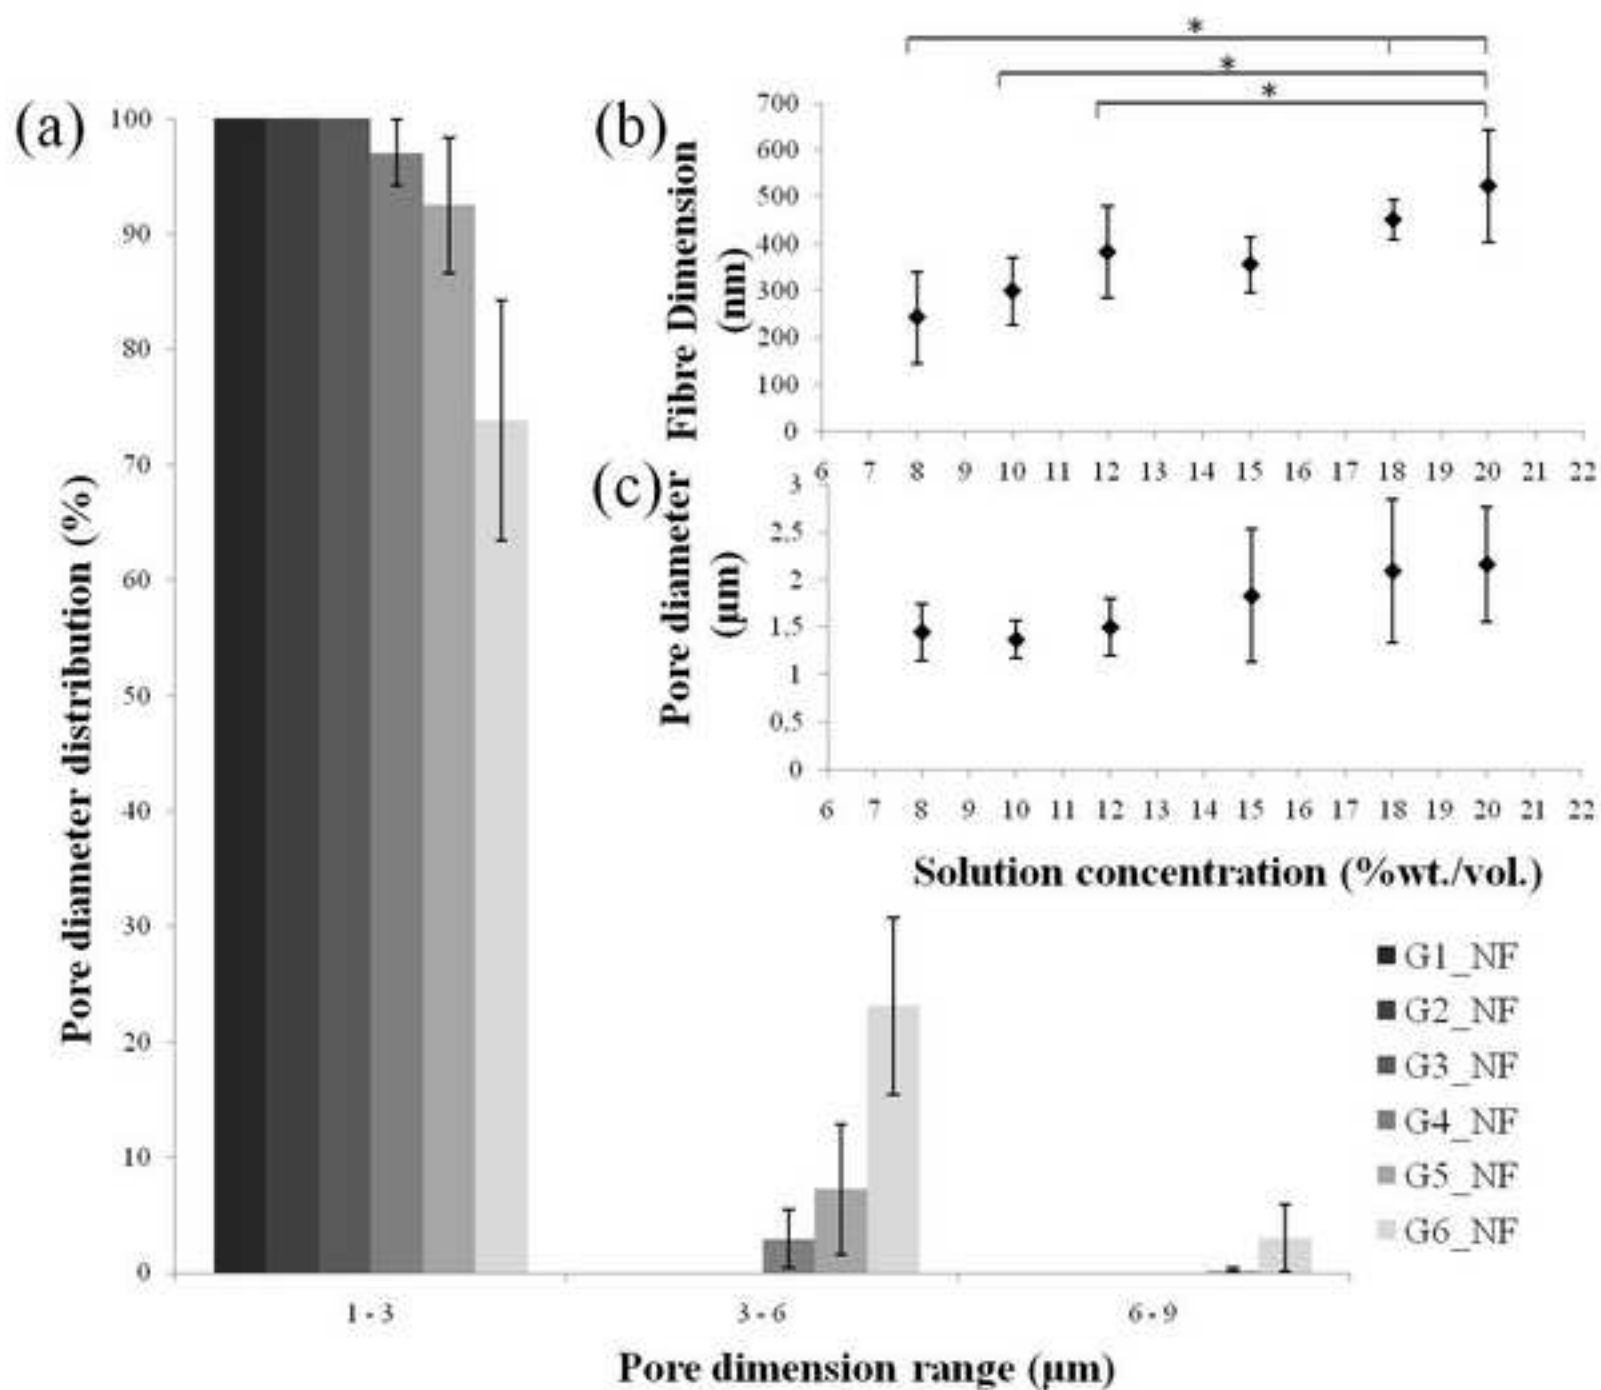 (a)
Pore diameter distribution (%)
100
90
80
70
60
50
40
30
20
10
0
1 - 3
3 - 6
6 - 9
Pore dimension range (μm)
(b)
*
*
*
Fibre Dimension
(nm)
700
600
500
400
300
200
100
0
6 7 8 9 10 11 12 13 14 15 16 17 18 19 20 21 22
(c)
Pore diameter
(μm)
3
2,5
2
1,5
1
0,5
0
6 7 8 9 10 11 12 13 14 15 16 17 18 19 20 21 22
Solution concentration (%wt./vol.)
G1_NF
G2_NF
G3_NF
G4_NF
G5_NF
G6_NF